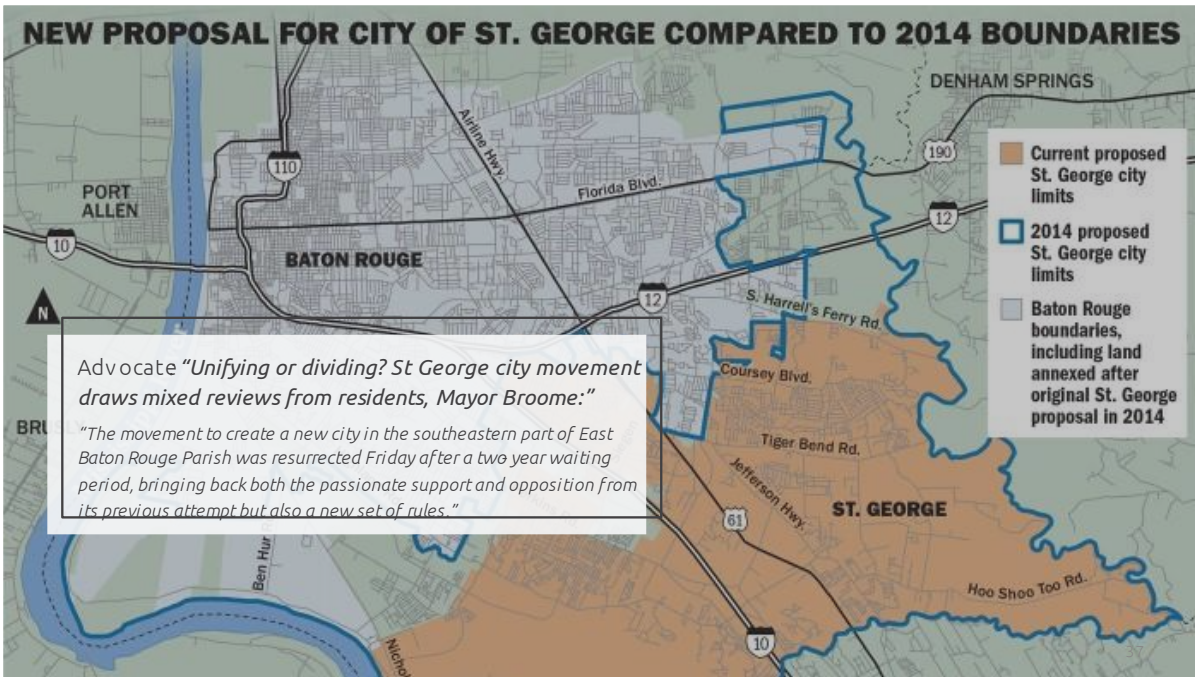 NEW PROPOSAL FOR CITY OF ST. GEORGE COMPARED TO 2014 BOUNDARIES
DENHAM SPRINGS
Airline Hwy.
110
190
PORT
ALLEN
Florida Blvd.
12
10
BATON ROUGE
12
N
S. Harrell's Ferry Rd.
Current proposed
St. George city
limits
2014 proposed
St. George city
limits
Baton Rouge
boundaries,
including land
annexed after
original St. George
proposal in 2014
Advocate “Unifying or dividing? St George city movement
draws mixed reviews from residents, Mayor Broome:”
“The movement to create a new city in the southeastern part of East
Baton Rouge Parish was resurrected Friday after a two year waiting
period, bringing back both the passionate support and opposition from
its previous attempt but also a new set of rules.”
Coursey Blvd.
Tiger Bend Rd.
Jefferson Hwy.
61
ST. GEORGE
Hoo Shoo Too Rd.
Ben Hur
10
37